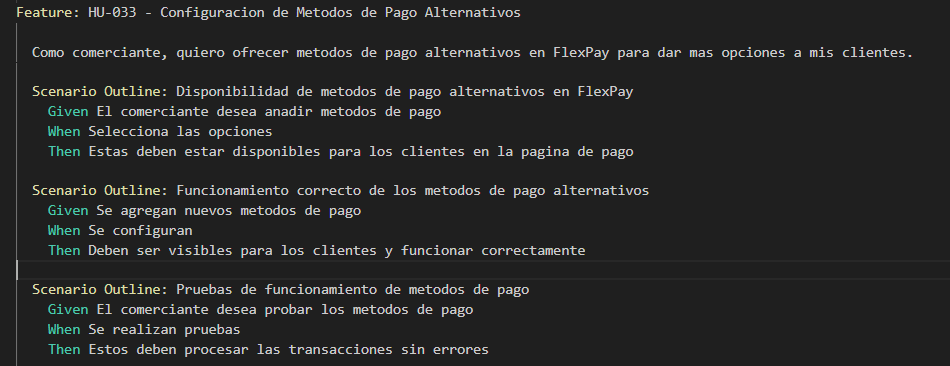 Feature: HU-033 - Configuracion de Metodos de Pago Alternativos
Como comerciante, quiero ofrecer metodos de pago alternativos en FlexPay para dar mas opciones a mis clientes.
Scenario Outline: Disponibilidad de metodos de pago alternativos en FlexPay
Given El comerciante desea anadir metodos de pago
When Selecciona las opciones
Then Estas deben estar disponibles para los clientes en la pagina de pago
Scenario Outline: Funcionamiento correcto de los metodos de pago alternativos
Given Se agregan nuevos metodos de pago
When Se configuran
Then Deben ser visibles para los clientes y funcionar correctamente
Scenario Outline: Pruebas de funcionamiento de metodos de pago
Given El comerciante desea probar los metodos de pago
When Se realizan pruebas
Then Estos deben procesar las transacciones sin errores